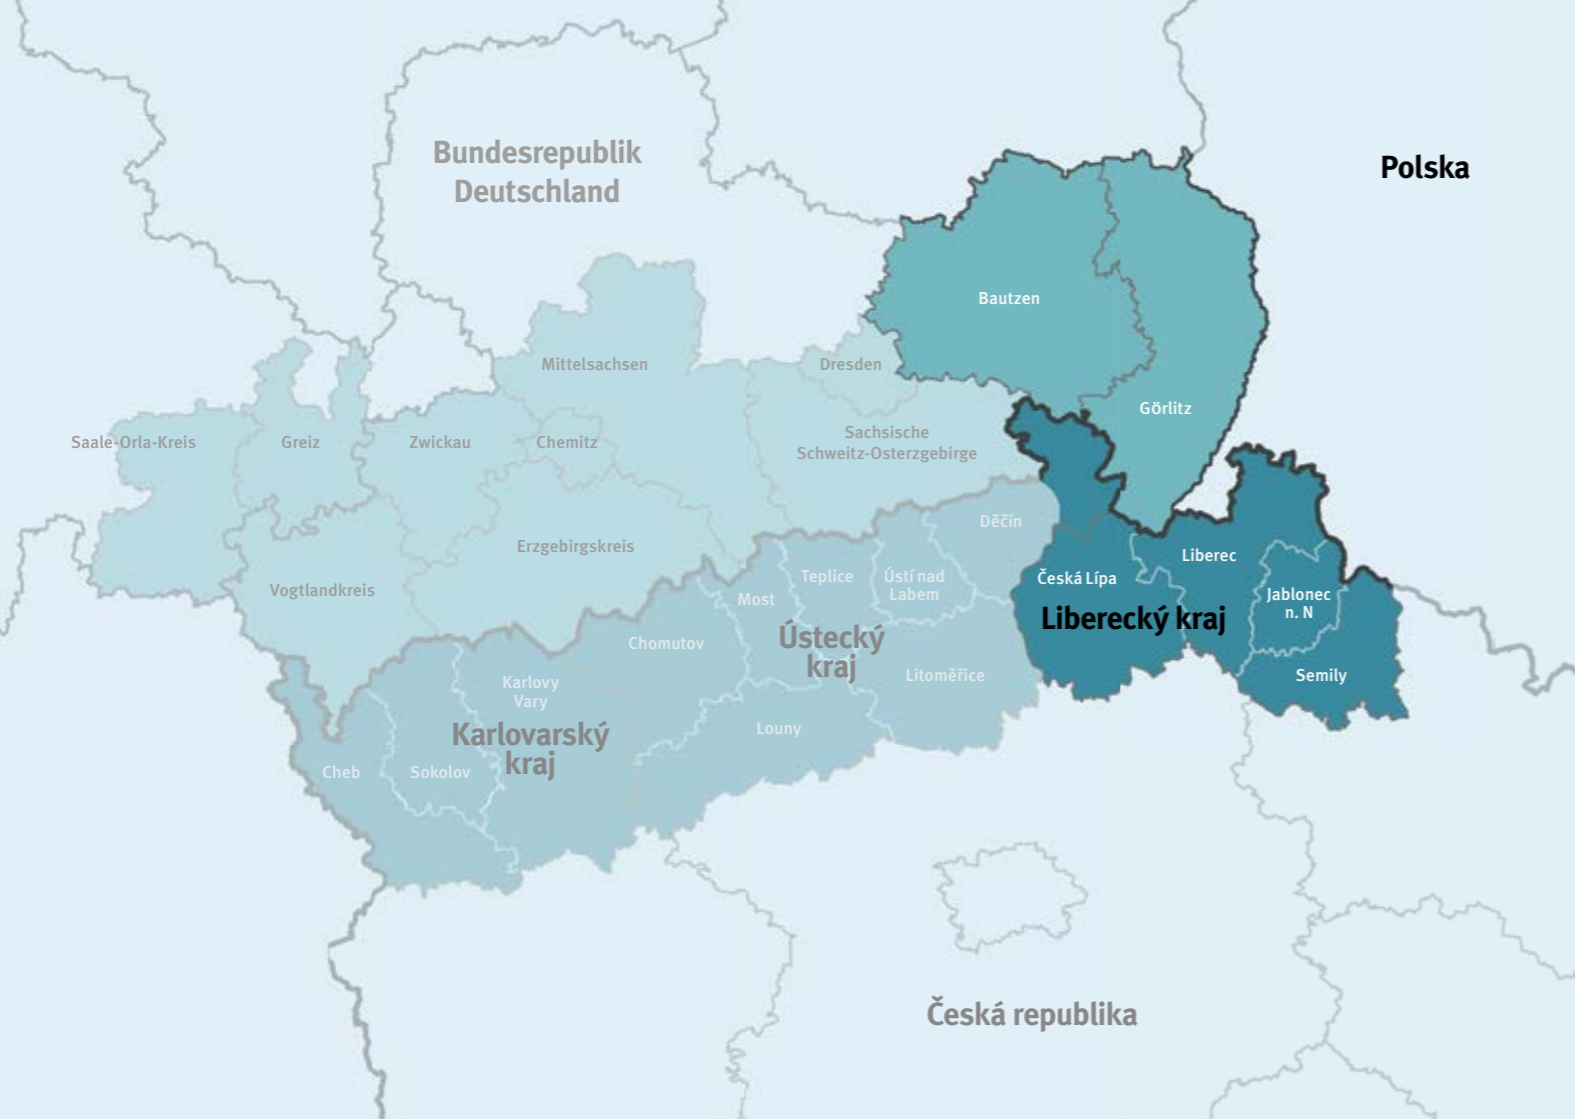 Bundesrepublik
Deutschland
Polska
Bautzen
Mittelsachsen
Dresden
Görlitz
Saale-Orla-Kreis
Greiz
Zwickau
Chemitz
Sachsische
Schweitz-Osterzgebirge
Děčín
Erzgebirgskreis
Liberec
Vogtlandkreis
Teplice
Ústí nad
Labem
Česká Lípa
Most
Jablonec
n. N
Liberecký kraj
Chomutov
Ústecký
kraj
Litoměřice
Semily
Karlovy
Vary
Karlovarský
kraj
Louny
Cheb
Sokolov
Česká republika